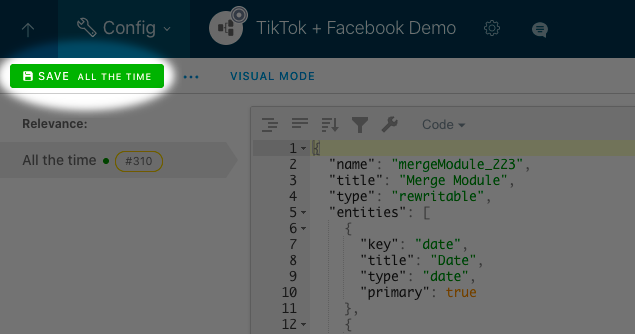 Config
TikTok + Facebook Demo
SAVE ALL THE TIME
VISUAL MODE
Relevance:
All the time #310
Code
1 {
2 "name": "mergeModule_223",
3 "title": "Merge Module",
4 "type": "rewritable",
5 "entities": [
6 {
7 "key": "date",
8 "title": "Date",
9 "type": "date",
10 "primary": true
11 },
12 {